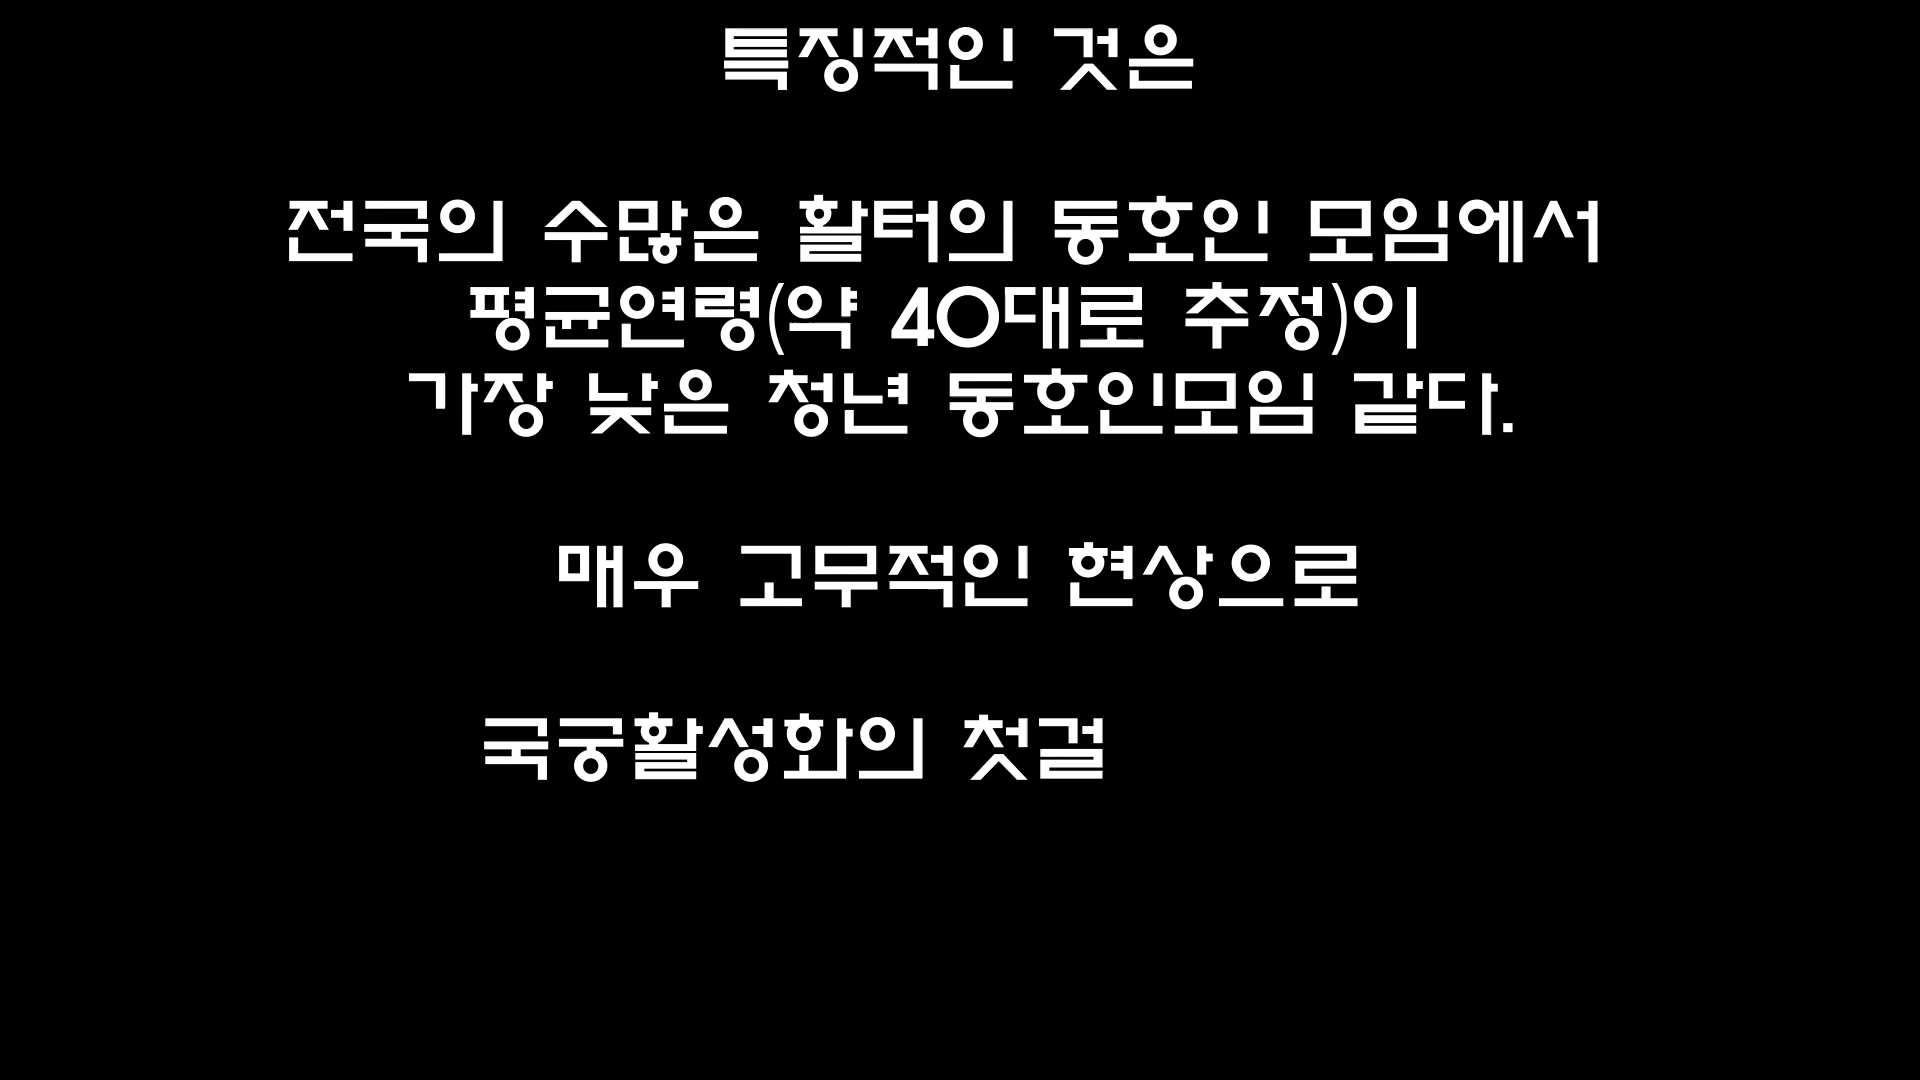 특징적인 것은
전국의 수많은 활터의 동호인 모임에서
평균연령(약 40대로 추정)이
가장 낮은 청년 동호인모임 같다.
매우 고무적인 현상으로
국궁활성화의 첫걸